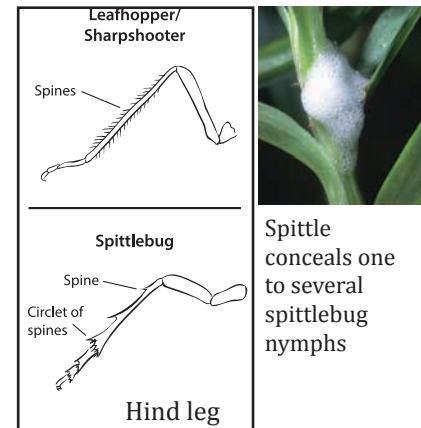 Leafhopper/
Sharpshooter
Spines
Spittlebug
Spine
Circlet of
spines
Hind leg
Spittle
conceals one
to several
spittlebug
nymphs